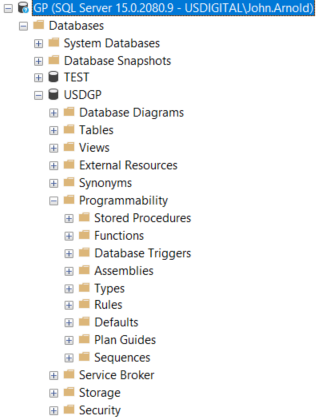 GP (SQL Server 15.0.2080.9 - USDIGITAL\John.Arnold)
Databases
System Databases
Database Snapshots
TEST
USDGP
Database Diagrams
Tables
Views
External Resources
Synonyms
Programmability
Stored Procedures
Functions
Database Triggers
Assemblies
Types
Rules
Defaults
Plan Guides
Sequences
Service Broker
Storage
Security